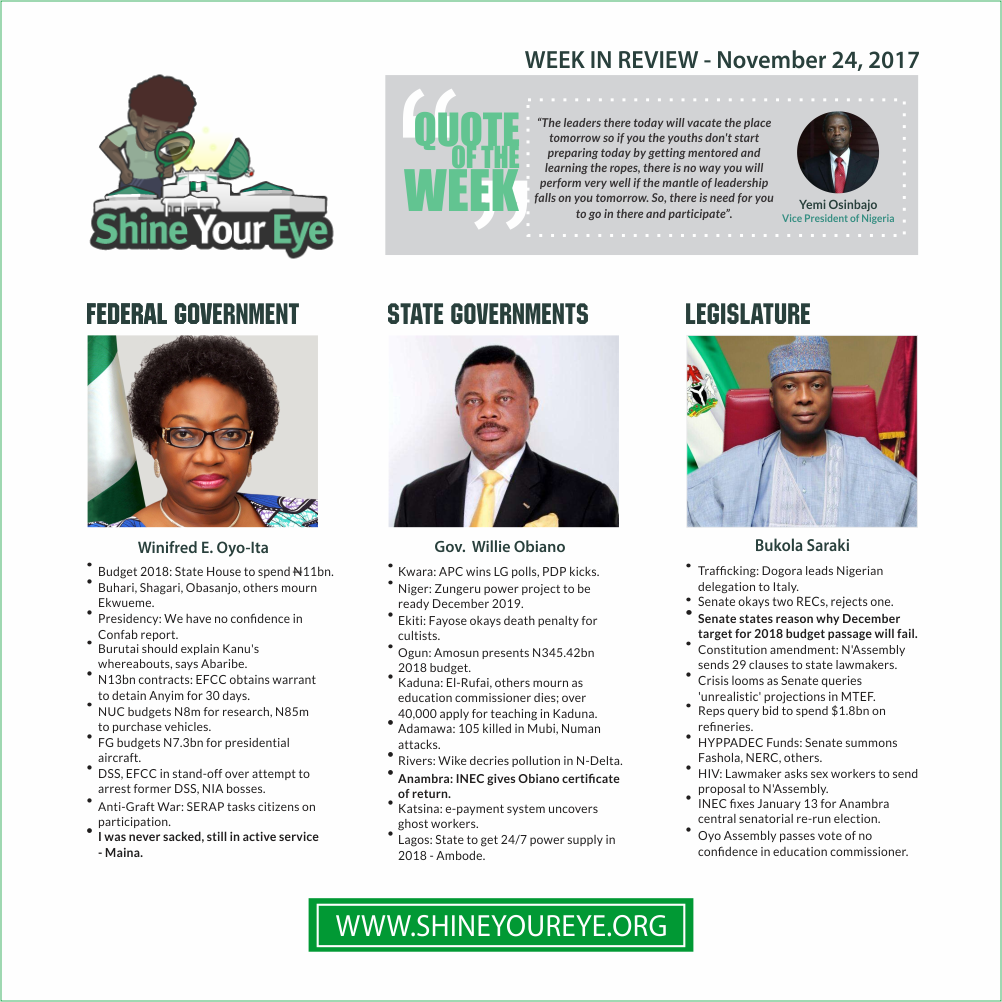 WEEK IN REVIEW - November 24, 2017
Shine Your Eye
QUOTE
OF THE
WEEK
“The leaders there today will vacate the place
tomorrow so if you the youths don't start
preparing today by getting mentored and
learning the ropes, there is no way you will
perform very well if the mantle of leadership
falls on you tomorrow. So, there is need for you
to go in there and participate”.
Yemi Osinbajo
Vice President of Nigeria
FEDERAL GOVERNMENT
Winifred E. Oyo-Ita
• Budget 2018: State House to spend ₦11bn.
• Buhari, Shagari, Obasanjo, others mourn
Ekwueme.
• Presidency: We have no confidence in
Confab report.
• Burutai should explain Kanu's
whereabouts, says Abaribe.
• N13bn contracts: EFCC obtains warrant
to detain Anyim for 30 days.
• NUC budgets N8m for research, N85m
to purchase vehicles.
• FG budgets N7.3bn for presidential
aircraft.
• DSS, EFCC in stand-off over attempt to
arrest former DSS, NIA bosses.
• Anti-Graft War: SERAP tasks citizens on
participation.
• I was never sacked, still in active service
- Maina.
STATE GOVERNMENTS
Gov. Willie Obiano
• Kwara: APC wins LG polls, PDP kicks.
• Niger: Zungeru power project to be
ready December 2019.
• Ekiti: Fayose okays death penalty for
cultists.
• Ogun: Amosun presents N345.42bn
2018 budget.
• Kaduna: El-Rufai, others mourn as
education commissioner dies; over
40,000 apply for teaching in Kaduna.
• Adamawa: 105 killed in Mubi, Numan
attacks.
• Rivers: Wike decries pollution in N-Delta.
• Anambra: INEC gives Obiano certificate
of return.
• Katsina: e-payment system uncovers
ghost workers.
• Lagos: State to get 24/7 power supply in
2018 - Ambode.
LEGISLATURE
Bukola Saraki
• Trafficking: Dogora leads Nigerian
delegation to Italy.
• Senate okays two RECs, rejects one.
• Senate states reason why December
target for 2018 budget passage will fail.
• Constitution amendment: N'Assembly
sends 29 clauses to state lawmakers.
• Crisis looms as Senate queries
'unrealistic' projections in MTEF.
• Reps query bid to spend $1.8bn on
refineries.
• HYPPADEC Funds: Senate summons
Fashola, NERC, others.
• HIV: Lawmaker asks sex workers to send
proposal to N'Assembly.
• INEC fixes January 13 for Anambra
central senatorial re-run election.
• Oyo Assembly passes vote of no
confidence in education commissioner.
WWW.SHINEYOUREYE.ORG